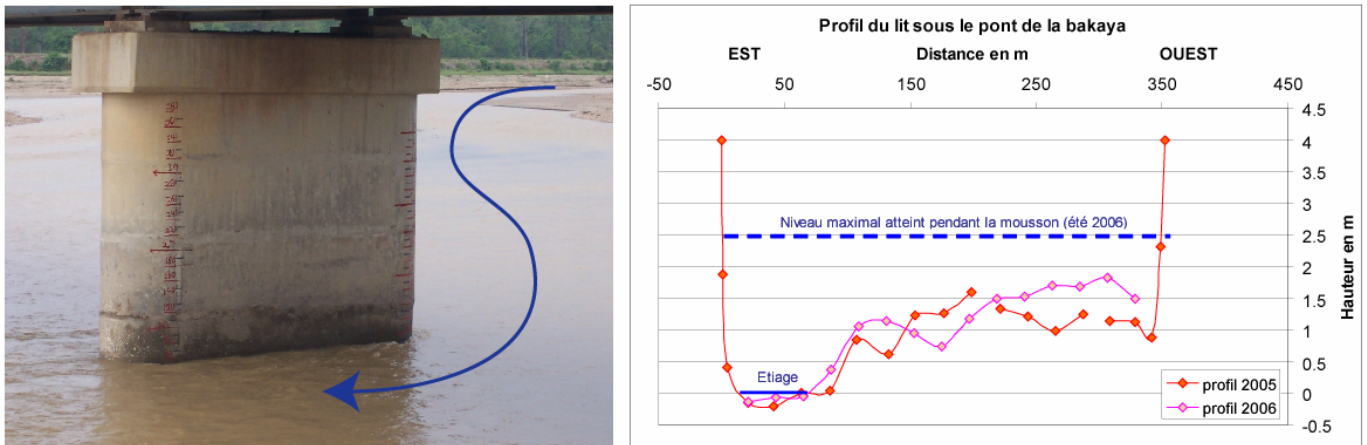 Profil du lit sous le pont de la bakaya
EST
Distance en m
OUEST
-50 50 150 250 350 450
4.5
4
3.5
3
2.5
2
1.5
1
0.5
0
-0.5
Hauteur en m
Niveau maximal atteint pendant la mousson (été 2006)
Etiage
profil 2005
profil 2006